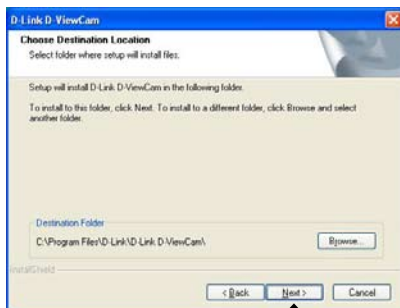 D-Link D-ViewCam
Choose Destination Location
Select folder where setup will install files.
Setup will install D-Link D-ViewCam in the following folder.
To install to this folder, click Next. To install to a different folder, click Browse and select
another folder.
Destination Folder
C:\Program Files\D-Link\D-Link D-ViewCam\
Browse...
InstallShield
< Back
Next >
Cancel